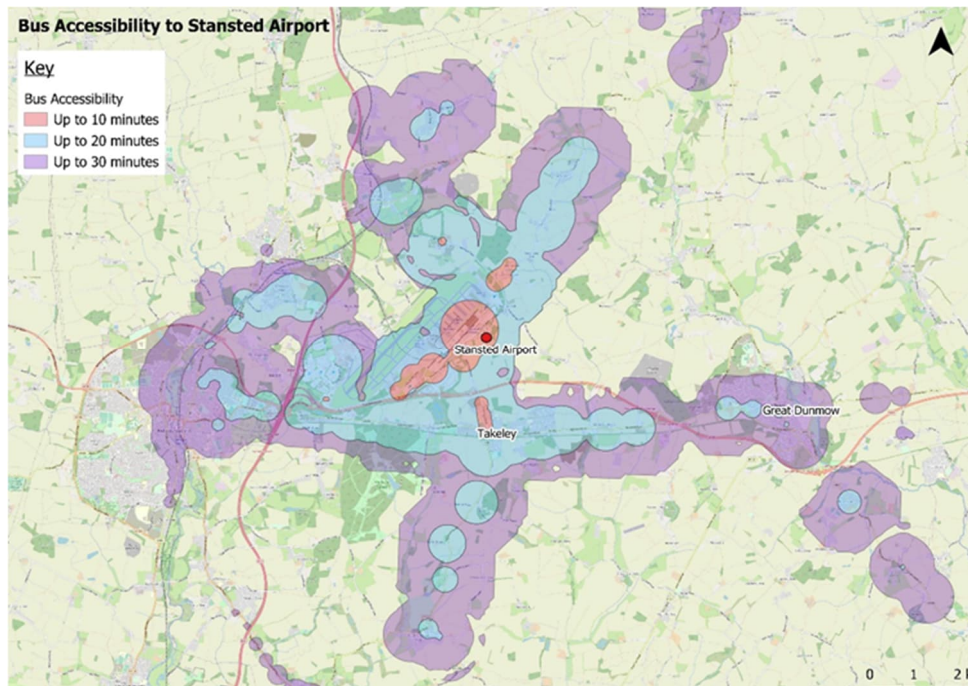 Bus Accessibility to Stansted Airport
Key
Bus Accessibility
Up to 10 minutes
Up to 20 minutes
Up to 30 minutes
Stansted Airport
Great Dunmow
Takeley
0 1 2